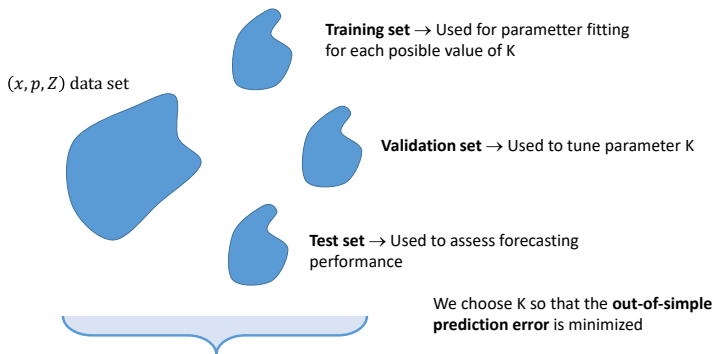 Training set → Used for parametter fitting
for each posible value of K
(x, p, Z) data set
Validation set → Used to tune parameter K
Test set → Used to assess forecasting
performance
We choose K so that the out-of-simple
prediction error is minimized